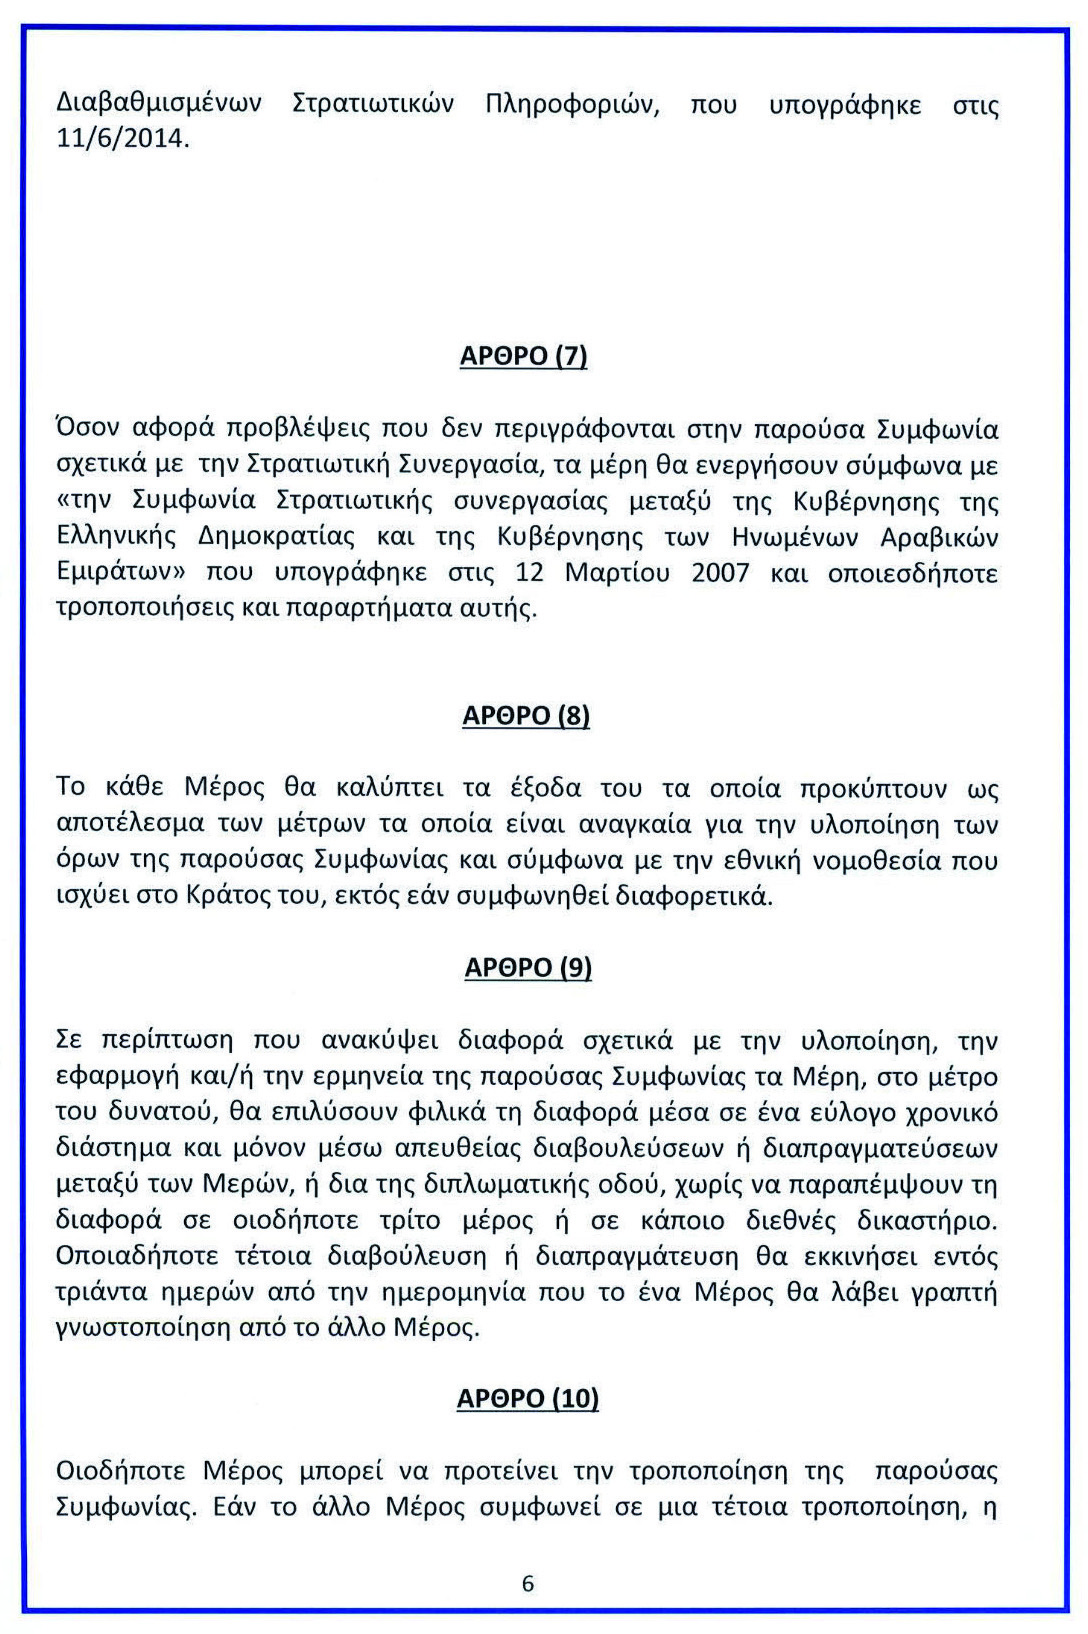 Διαβαθμισμένων Στρατιωτικών Πληροφοριών, που υπογράφηκε στις
11/6/2014.
ΑΡΘΡΟ (7)
Όσον αφορά προβλέψεις που δεν περιγράφονται στην παρούσα Συμφωνία
σχετικά με την Στρατιωτική Συνεργασία, τα μέρη θα ενεργήσουν σύμφωνα με
«την Συμφωνία Στρατιωτικής συνεργασίας μεταξύ της Κυβέρνησης της
Ελληνικής Δημοκρατίας και της Κυβέρνησης των Ηνωμένων Αραβικών
Εμιράτων» που υπογράφηκε στις 12 Μαρτίου 2007 και οποιεσδήποτε
τροποποιήσεις και παραρτήματα αυτής.
ΑΡΘΡΟ (8)
Το κάθε Μέρος θα καλύπτει τα έξοδα του τα οποία προκύπτουν ως
αποτέλεσμα των μέτρων τα οποία είναι αναγκαία για την υλοποίηση των
όρων της παρούσας Συμφωνίας και σύμφωνα με την εθνική νομοθεσία που
ισχύει στο Κράτος του, εκτός εάν συμφωνηθεί διαφορετικά.
ΑΡΘΡΟ (9)
Σε περίπτωση που ανακύψει διαφορά σχετικά με την υλοποίηση, την
εφαρμογή και/ή την ερμηνεία της παρούσας Συμφωνίας τα Μέρη, στο μέτρο
του δυνατού, θα επιλύσουν φιλικά τη διαφορά μέσα σε ένα εύλογο χρονικό
διάστημα και μόνον μέσω απευθείας διαβουλεύσεων ή διαπραγματεύσεων
μεταξύ των Μερών, ή δια της διπλωματικής οδού, χωρίς να παραπέμψουν τη
διαφορά σε οιοδήποτε τρίτο μέρος ή σε κάποιο διεθνές δικαστήριο.
Οποιαδήποτε τέτοια διαβούλευση ή διαπραγμάτευση θα εκκινήσει εντός
τριάντα ημερών από την ημερομηνία που το ένα Μέρος θα λάβει γραπτή
γνωστοποίηση από το άλλο Μέρος.
ΑΡΘΡΟ (10)
Οιοδήποτε Μέρος μπορεί να προτείνει την τροποποίηση της παρούσας
Συμφωνίας. Εάν το άλλο Μέρος συμφωνεί σε μια τέτοια τροποποίηση, η
6